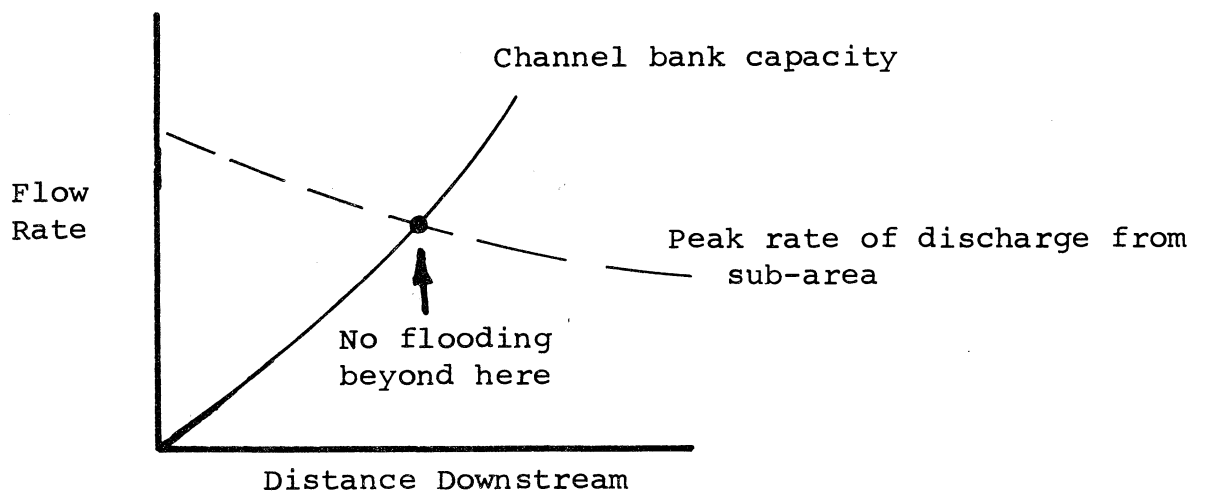 Channel bank capacity
Flow
Rate
Peak rate of discharge from
sub-area
No flooding
beyond here
Distance Downstream